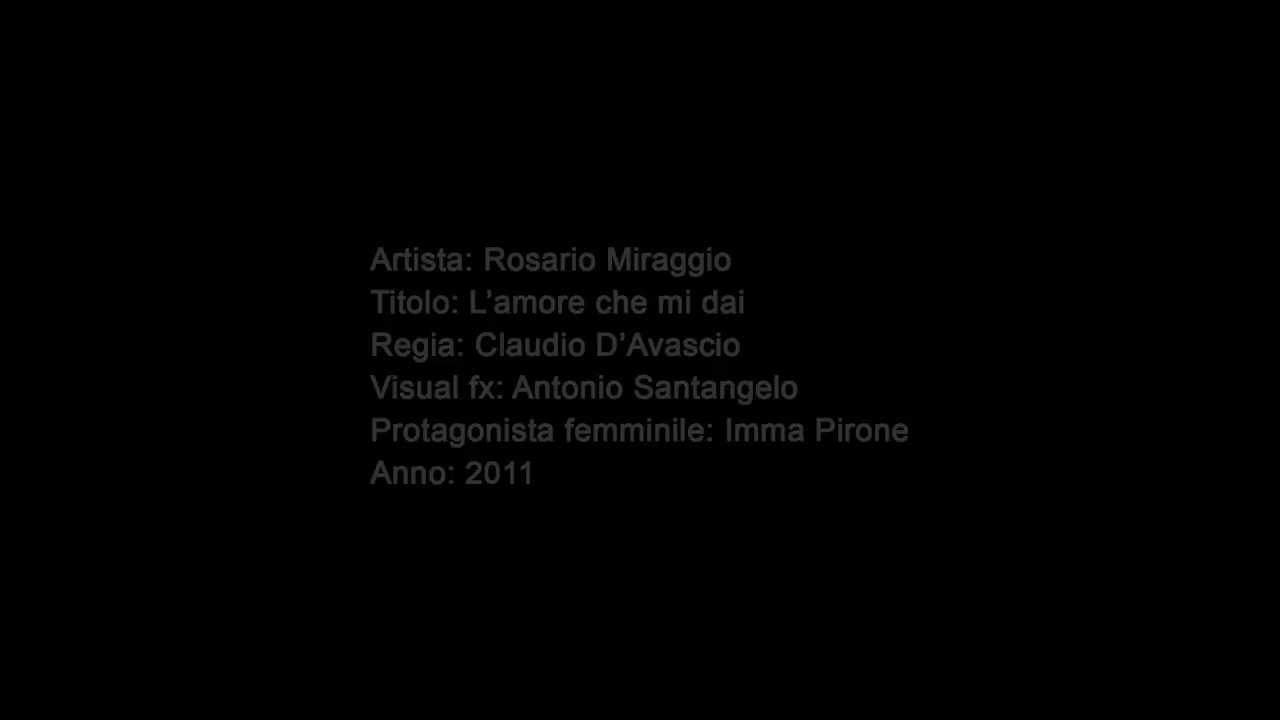 Artista: Rosario Miraggio
Titolo: L’amore che mi dai
Regia: Claudio D’Avascio
Visual fx: Antonio Santangelo
Protagonista femminile: Imma Pirone
Anno: 2011